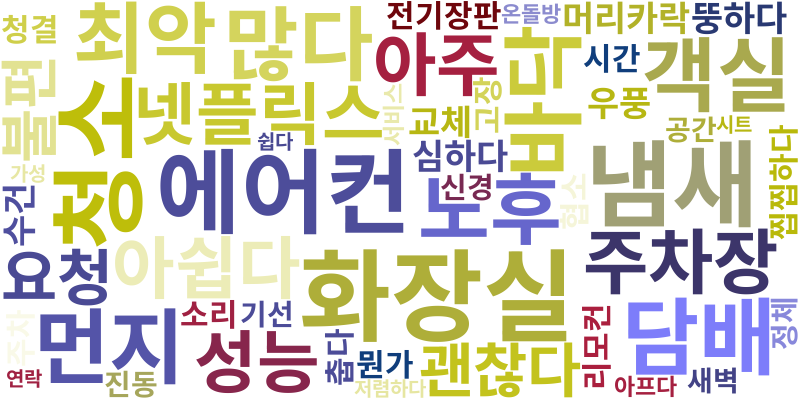 청결
최악
많다
전기장판
온돌방
머리카락
뚱하다
불편
청소
넷플릭스
아주
바닥
시간
객실
서비스
교체
고장
우풍
공간
시트
쉽다
가성
에어컨
심하다
신경
노후
협소
냄새
찝찝하다
수건
요청
아쉽다
화장실
주차장
주차
먼지
소리
기선
성능
춥다
뭔가
괜찮다
리모컨
담배
정체
연락
진동
저렴하다
아프다
새벽